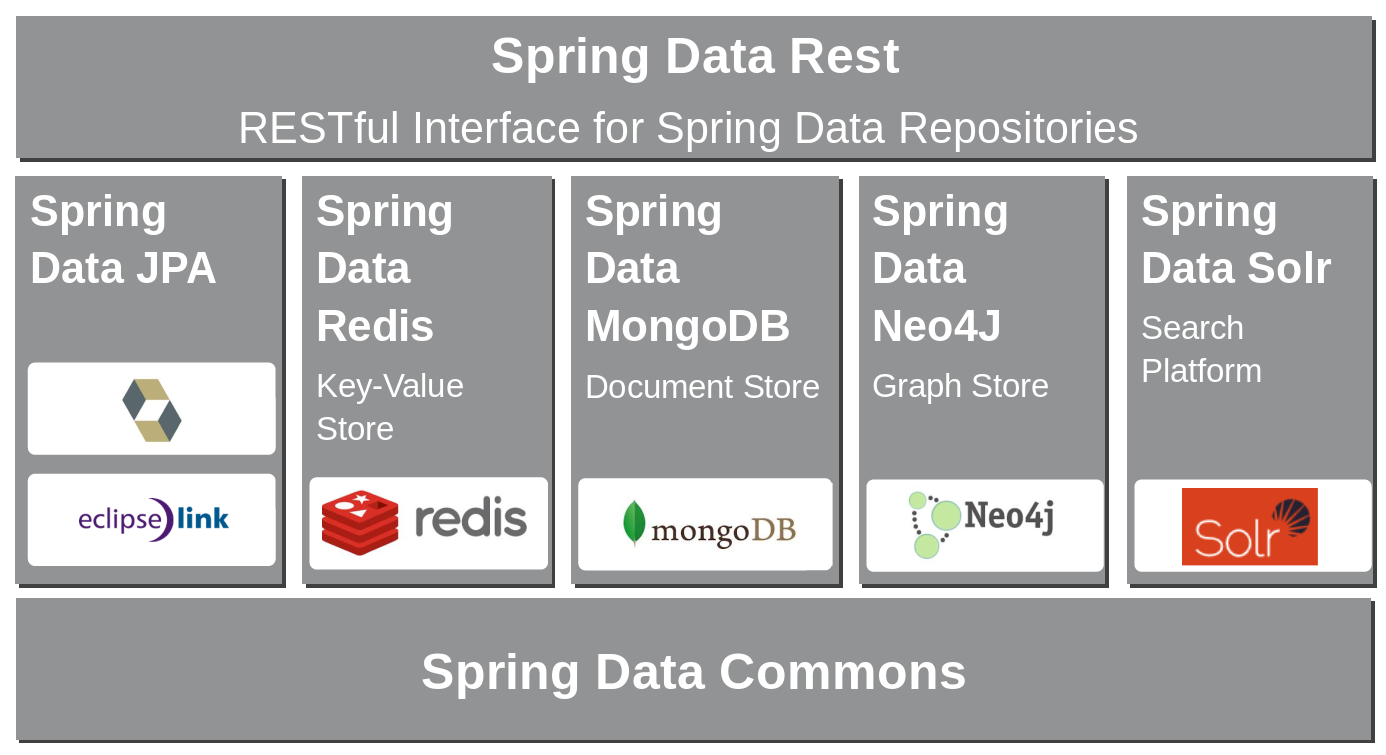 Spring Data Rest
RESTful Interface for Spring Data Repositories
Spring
Data JPA
eclipse link
Spring
Data
Redis
Key-Value
Store
redis
Spring
Data
MongoDB
Document Store
mongoDB
Spring
Data
Neo4J
Graph Store
Neo4j
Spring
Data Solr
Search
Platform
Solr
Spring Data Commons